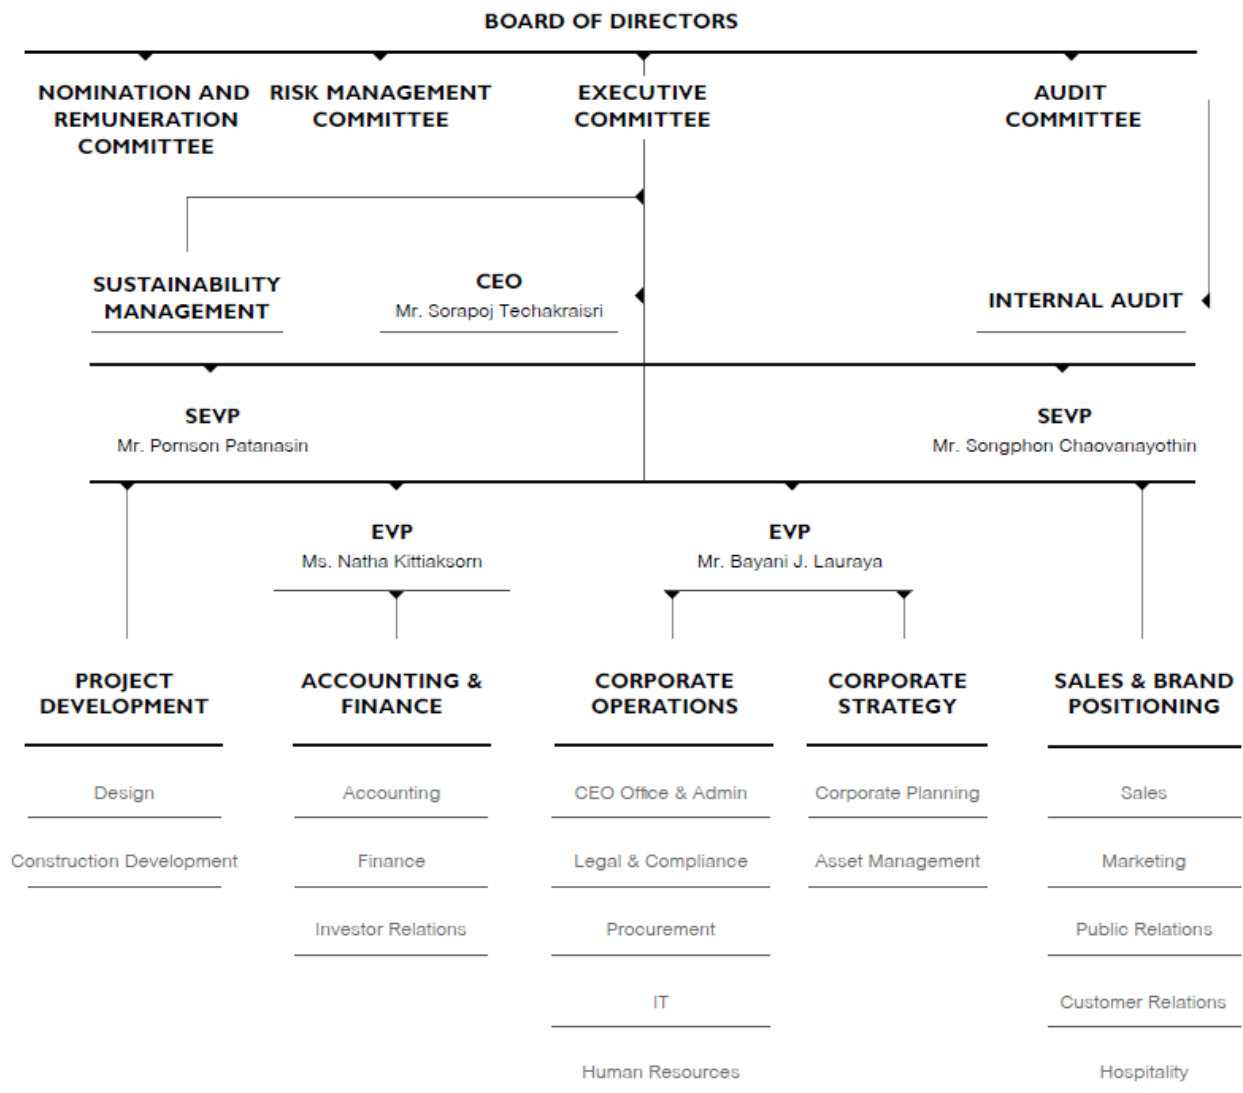 BOARD OF DIRECTORS
NOMINATION AND
REMUNERATION
COMMITTEE
RISK MANAGEMENT
COMMITTEE
EXECUTIVE
COMMITTEE
AUDIT
COMMITTEE
SUSTAINABILITY
MANAGEMENT
CEO
Mr. Sorapoj Techakraisri
INTERNAL AUDIT
SEVP
Mr. Pornson Patanasin
SEVP
Mr. Songphon Chaovanayothin
EVP
Ms. Natha Kittiaksorn
EVP
Mr. Bayani J. Lauraya
PROJECT
DEVELOPMENT
Design
Construction Development
ACCOUNTING &
FINANCE
Accounting
Finance
Investor Relations
CORPORATE
OPERATIONS
CEO Office & Admin
Legal & Compliance
Procurement
IT
Human Resources
CORPORATE
STRATEGY
Corporate Planning
Asset Management
SALES & BRAND
POSITIONING
Sales
Marketing
Public Relations
Customer Relations
Hospitality